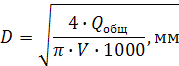 D = √(4 · Qобщ / π · V · 1000), мм